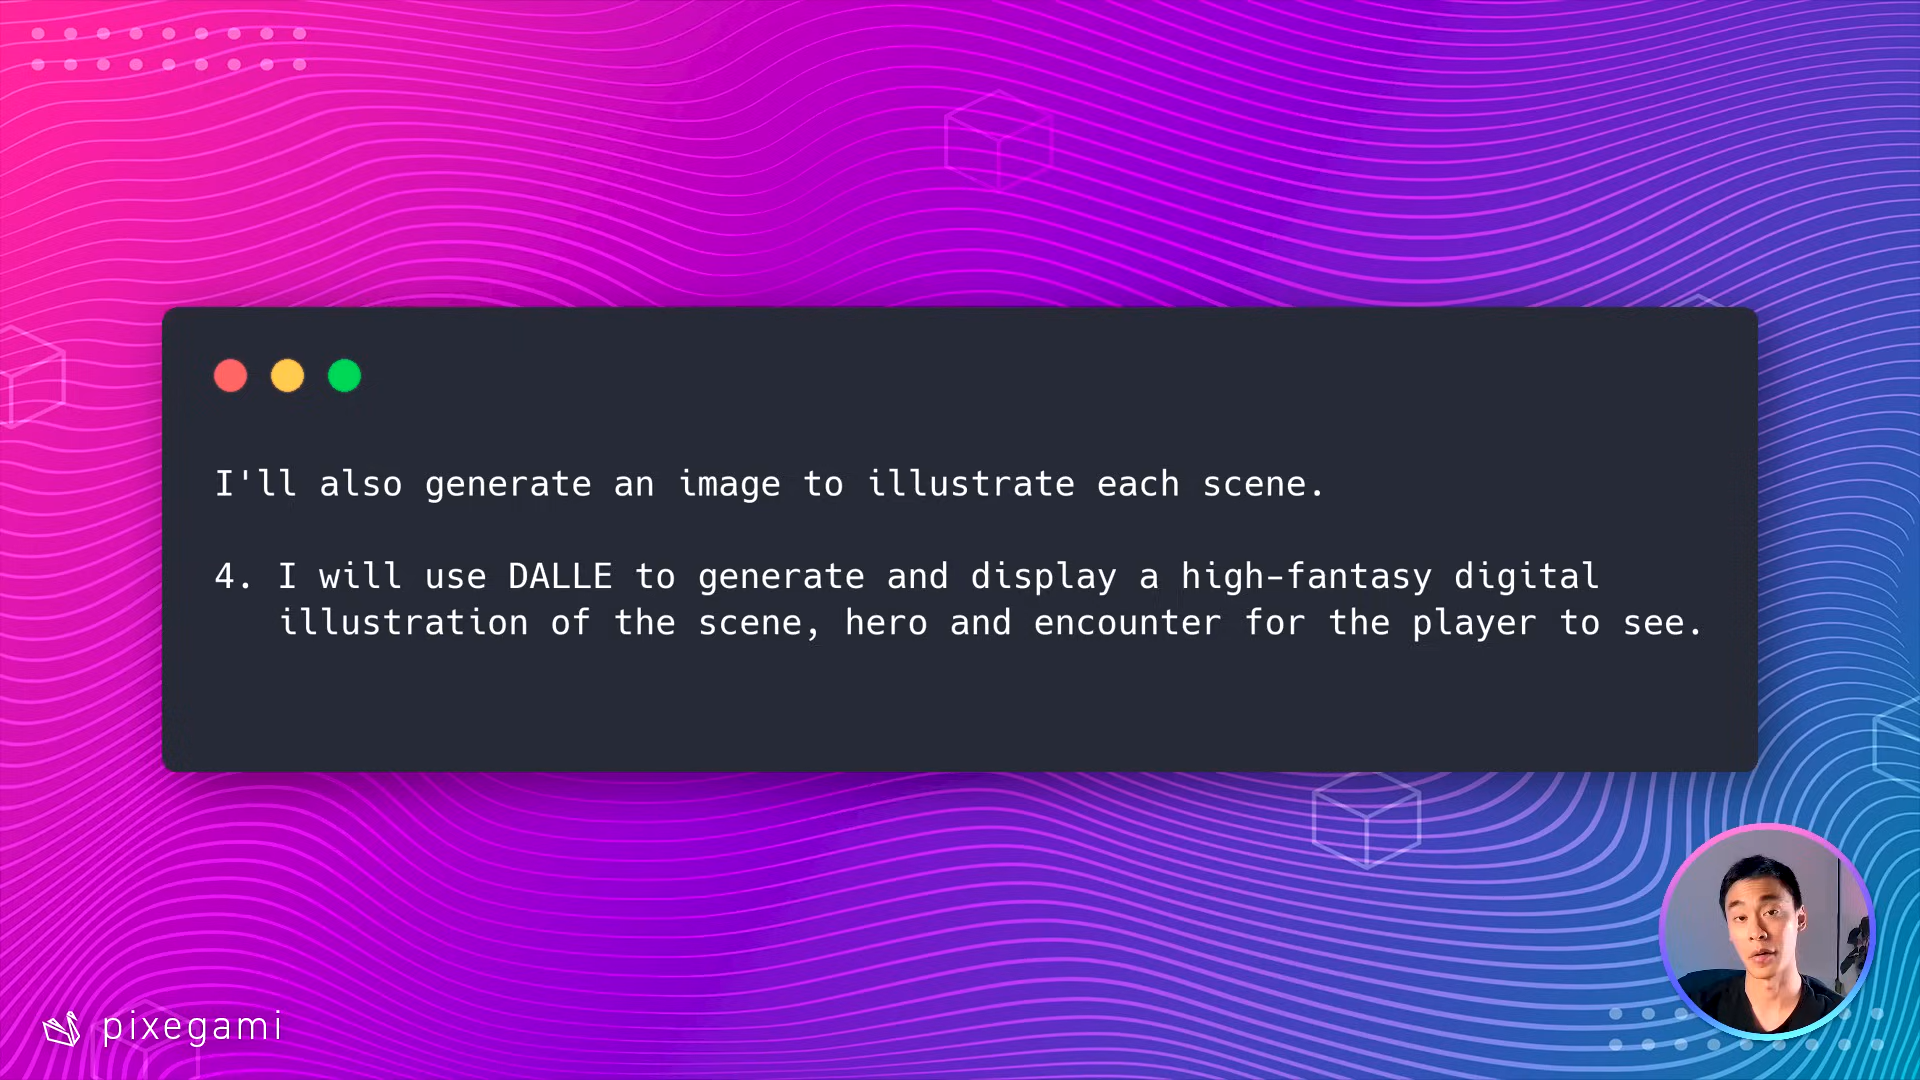 I'll also generate an image to illustrate each scene.
4. I will use DALLE to generate and display a high-fantasy digital
illustration of the scene, hero and encounter for the player to see.
pixegami